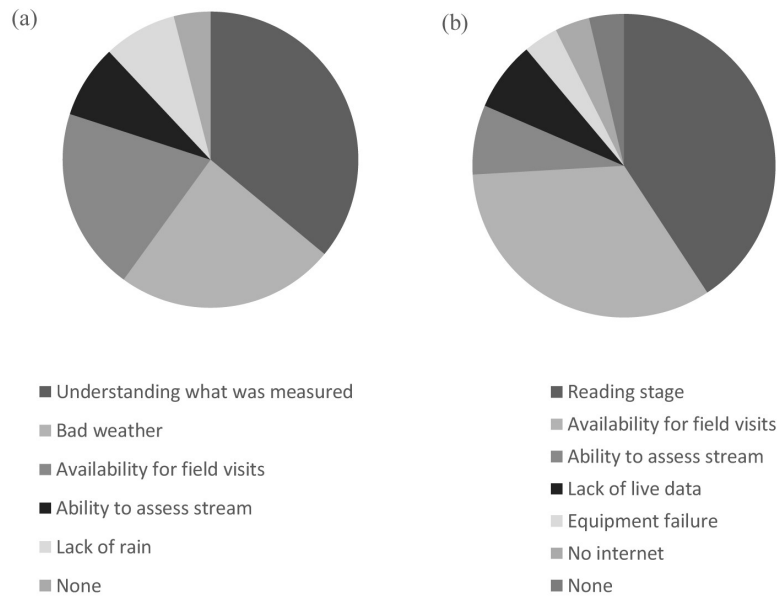 (a)
Understanding what was measured
Bad weather
Availability for field visits
Ability to assess stream
Lack of rain
None
(b)
Reading stage
Availability for field visits
Ability to assess stream
Lack of live data
Equipment failure
No internet
None